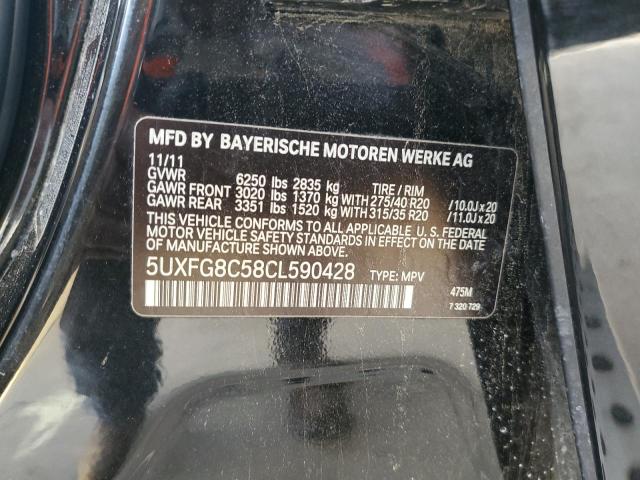 MFD BY BAYERISCHE MOTOREN WERKE AG
11/11
GVWR 6250 lbs 2835 kg TIRE / RIM
GAWR FRONT 3020 lbs 1370 kg WITH 275/40 R20 /10.0J x 20
GAWR REAR 3351 lbs 1520 kg WITH 315/35 R20 /11.0J x 20
THIS VEHICLE CONFORMS TO ALL APPLICABLE U. S. FEDERAL
MOTOR VEHICLE SAFETY STANDARDS IN EFFECT ON THE DATE
OF MANUFACTURE SHOWN ABOVE.
5UXFG8C58CL590428 TYPE: MPV
475M
7 320 729